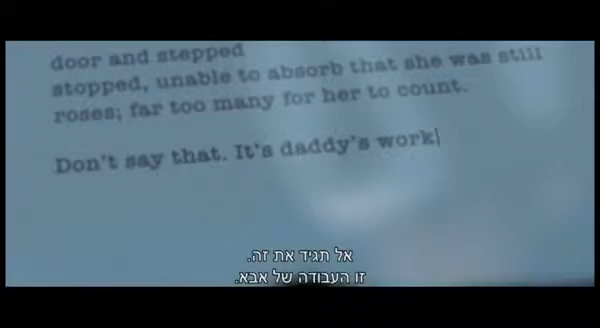 door and stepped
stopped, unable to absorb that she was still
roses; far too many for her to count.
Don't say that. It's daddy's work
אל תגיד את זה.
זו העבודה של אבא.